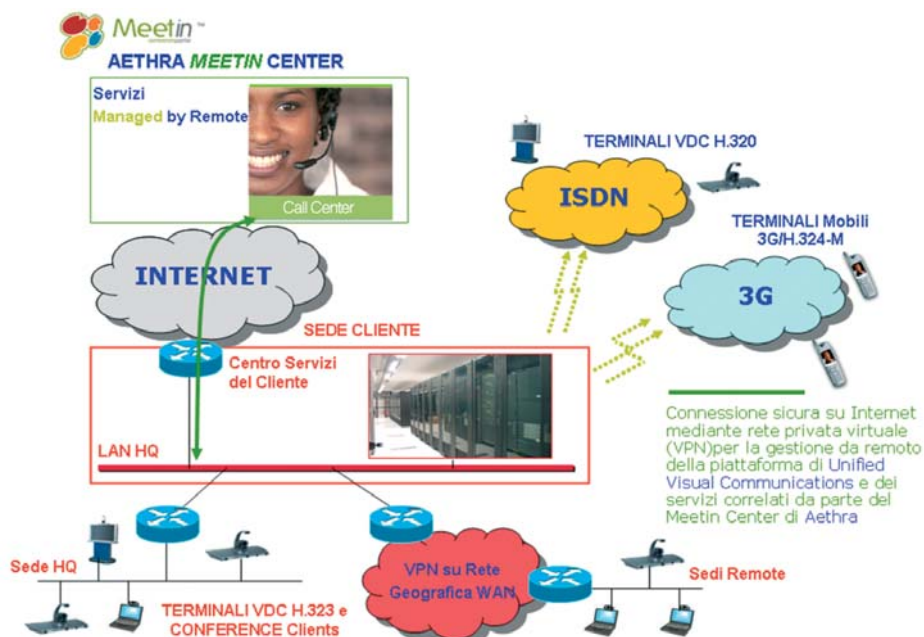 Meetin™
AETHRA MEETIN CENTER
Servizi
Managed by Remote
Call Center
INTERNET
TERMINALI VDC H.320
ISDN
TERMINALI Mobili
3G/H.324-M
3G
SEDE CLIENTE
Centro Servizi
del Cliente
LAN HQ
Connessione sicura su Internet
mediante rete privata virtuale
(VPN)per la gestione da remoto
della piattaforma di Unified
Visual Communications e dei
servizi correlati da parte del
Meetin Center di Aethra
Sede HQ
TERMINALI VDC H.323 e
CONFERENCE Clients
VPN su Rete
Geografica WAN
Sedi Remote